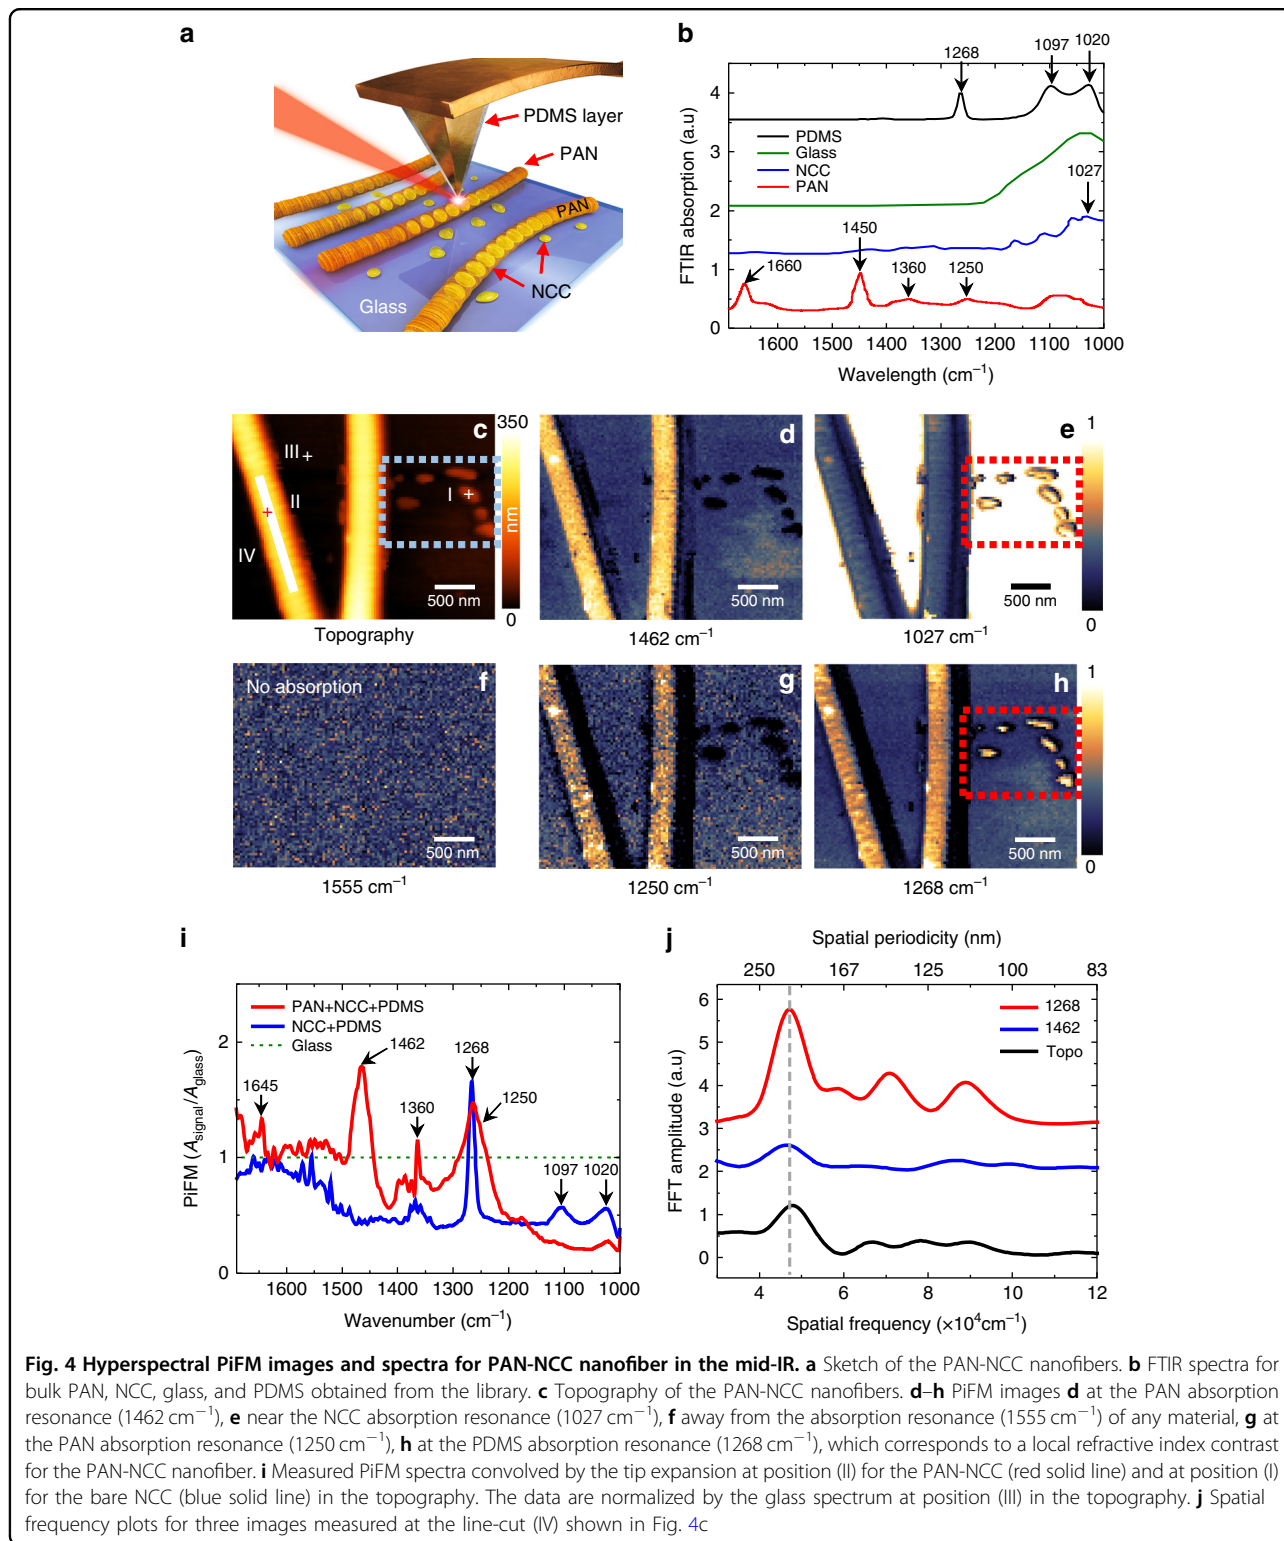 a
PDMS layer
PAN
PAN
NCC
Glass
b
1268
1097
1020
4
3
2
1
0
FTIR absorption (a.u)
PDMS
Glass
NCC
PAN
1027
1450
1660
1360
1250
1600
1500
1400
1300
1200
1100
1000
Wavelength (cm⁻¹)
c
III
II
I
IV
500 nm
350
nm
0
Topography
d
500 nm
1462 cm⁻¹
e
500 nm
1
0
1027 cm⁻¹
No absorption
f
500 nm
1555 cm⁻¹
g
500 nm
1250 cm⁻¹
h
500 nm
1
0
1268 cm⁻¹
i
PAN+NCC+PDMS
NCC+PDMS
Glass
1645
1462
1360
1268
1250
1097
1020
2
1
0
PiFM (A_signal/A_glass)
1600
1500
1400
1300
1200
1100
1000
Wavenumber (cm⁻¹)
j
Spatial periodicity (nm)
250
167
125
100
83
6
5
4
3
2
1
0
FFT amplitude (a.u)
1268
1462
Topo
4
6
8
10
12
Spatial frequency (×10⁴cm⁻¹)
Fig. 4 Hyperspectral PiFM images and spectra for PAN-NCC nanofiber in the mid-IR. a Sketch of the PAN-NCC nanofibers. b FTIR spectra for
bulk PAN, NCC, glass, and PDMS obtained from the library. c Topography of the PAN-NCC nanofibers. d–h PiFM images d at the PAN absorption
resonance (1462 cm⁻¹), e near the NCC absorption resonance (1027 cm⁻¹), f away from the absorption resonance (1555 cm⁻¹) of any material, g at
the PAN absorption resonance (1250 cm⁻¹), h at the PDMS absorption resonance (1268 cm⁻¹), which corresponds to a local refractive index contrast
for the PAN-NCC nanofiber. i Measured PiFM spectra convolved by the tip expansion at position (II) for the PAN-NCC (red solid line) and at position (I)
for the bare NCC (blue solid line) in the topography. The data are normalized by the glass spectrum at position (III) in the topography. j Spatial
frequency plots for three images measured at the line-cut (IV) shown in Fig. 4c